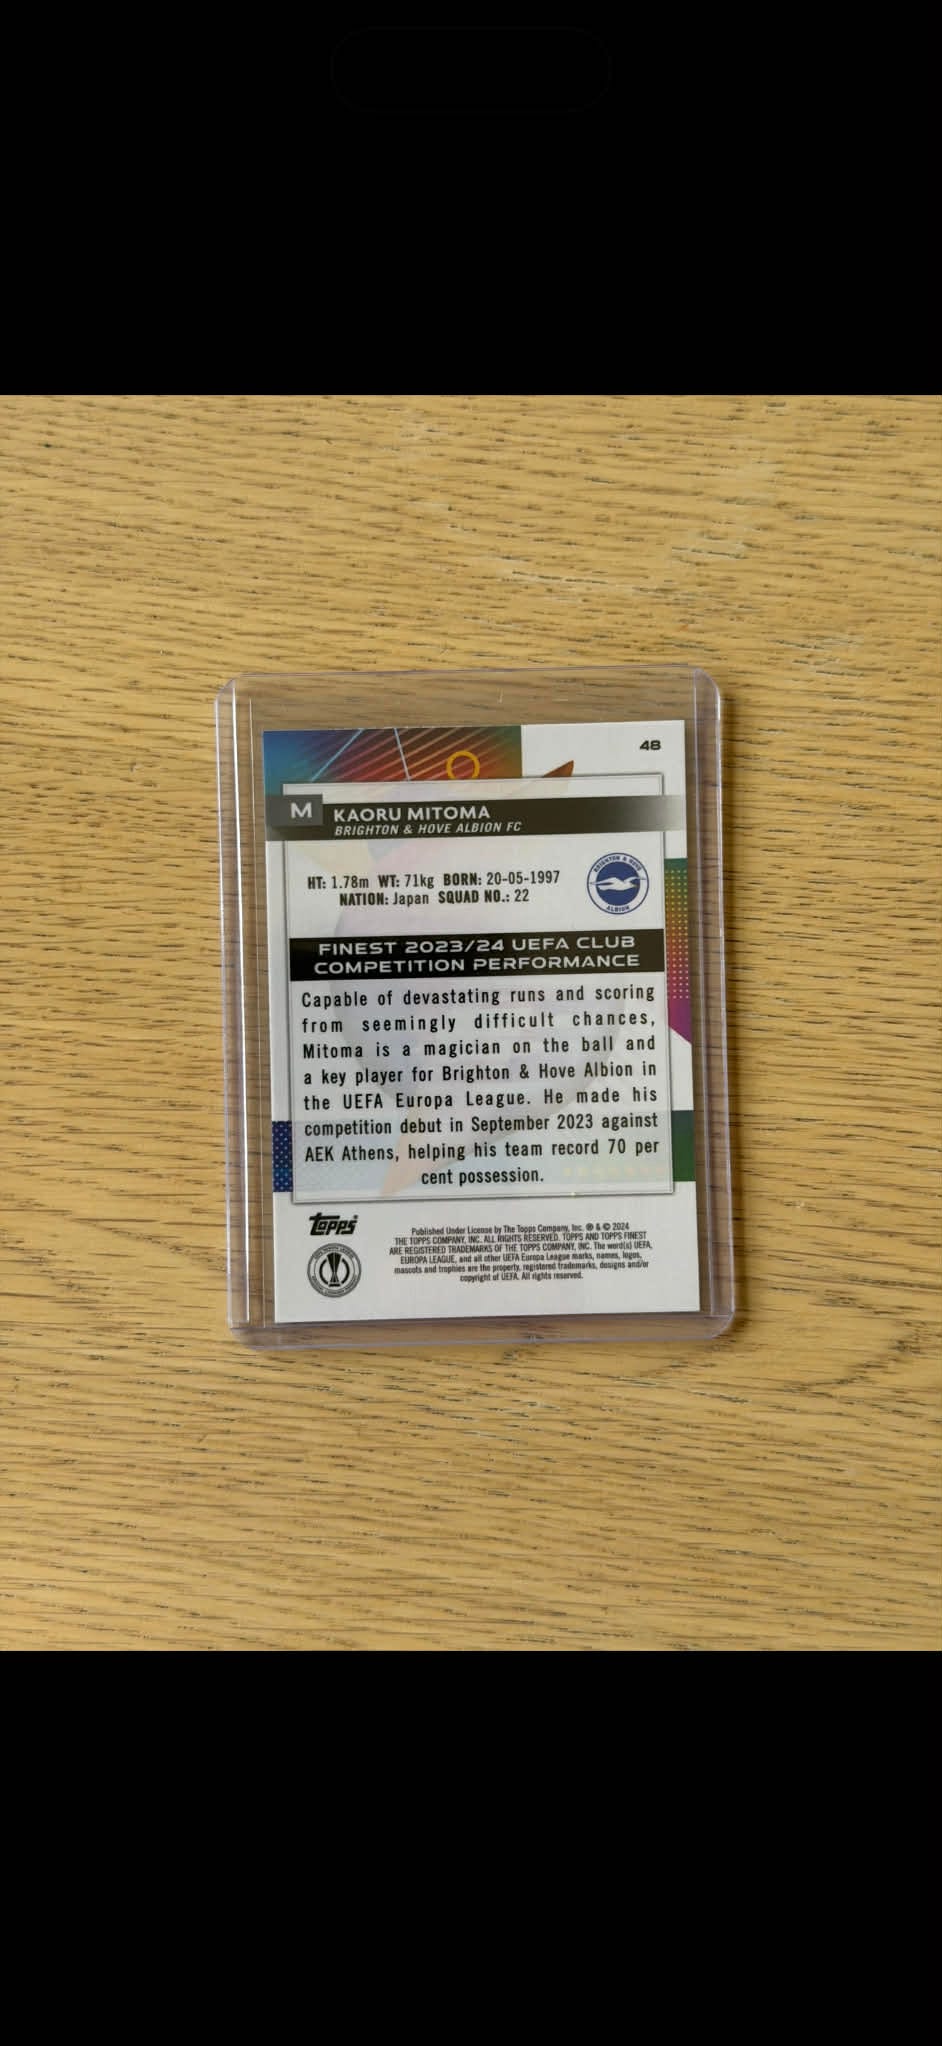 48
M
KAORU MITOMA
BRIGHTON & HOVE ALBION FC
HT: 1.78m WT: 71kg BORN: 20-05-1997
NATION: Japan SQUAD NO.: 22
BRIGHTON & HOVE
ALBION
FINEST 2023/24 UEFA CLUB
COMPETITION PERFORMANCE
Capable of devastating runs and scoring
from seemingly difficult chances,
Mitoma is a magician on the ball and
a key player for Brighton & Hove Albion in
the UEFA Europa League. He made his
competition debut in September 2023 against
AEK Athens, helping his team record 70 per
cent possession.
Topps
Published Under License by The Topps Company, Inc. ® & © 2024
THE TOPPS COMPANY, INC. ALL RIGHTS RESERVED. TOPPS AND TOPPS FINEST
ARE REGISTERED TRADEMARKS OF THE TOPPS COMPANY, INC. The word(s) UEFA,
EUROPA LEAGUE, and all other UEFA Europa League marks, names, logos,
mascots and trophies are the property, registered trademarks, designs and/or
copyright of UEFA. All rights reserved.